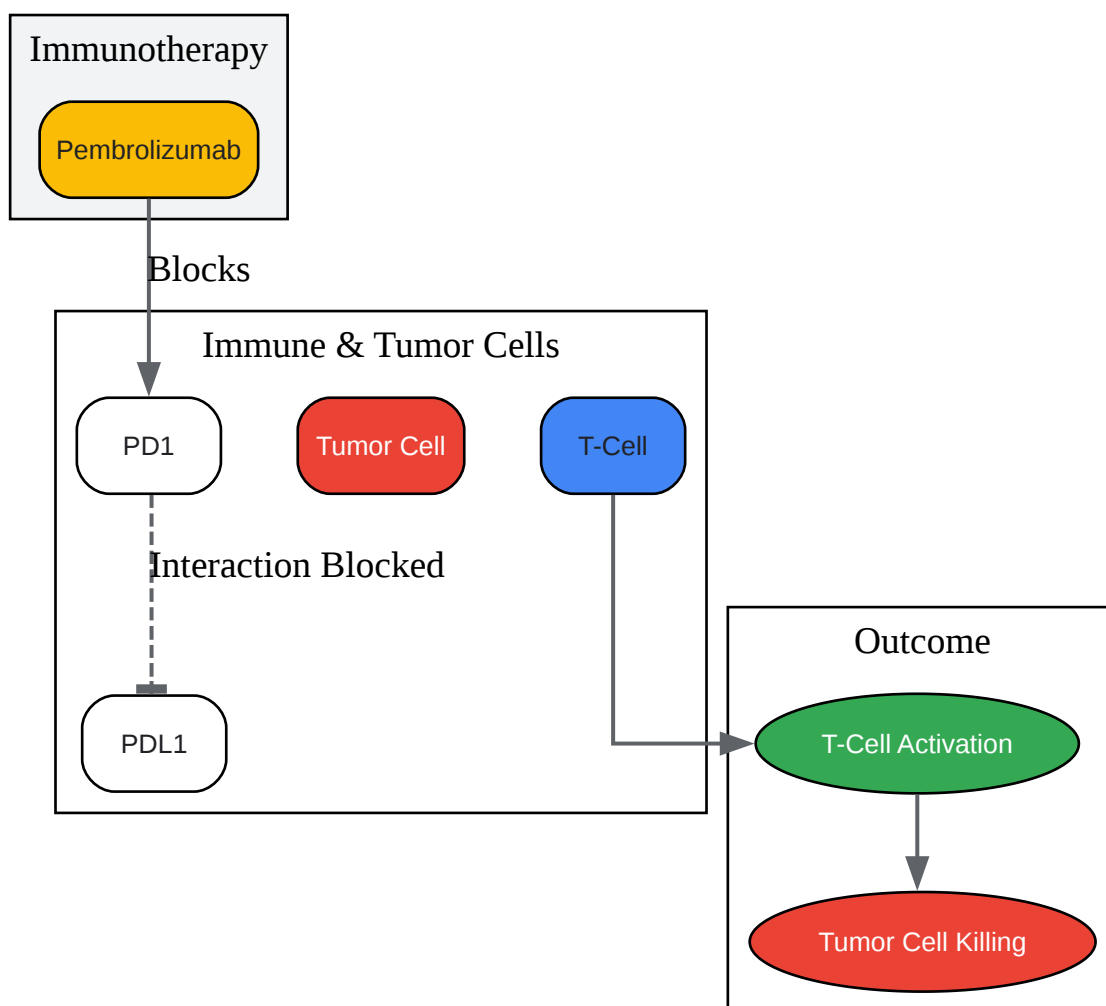 Immunotherapy
Pembrolizumab
Blocks
Immune & Tumor Cells
PD1
Tumor Cell
T-Cell
Interaction Blocked
Outcome
PDL1
T-Cell Activation
Tumor Cell Killing